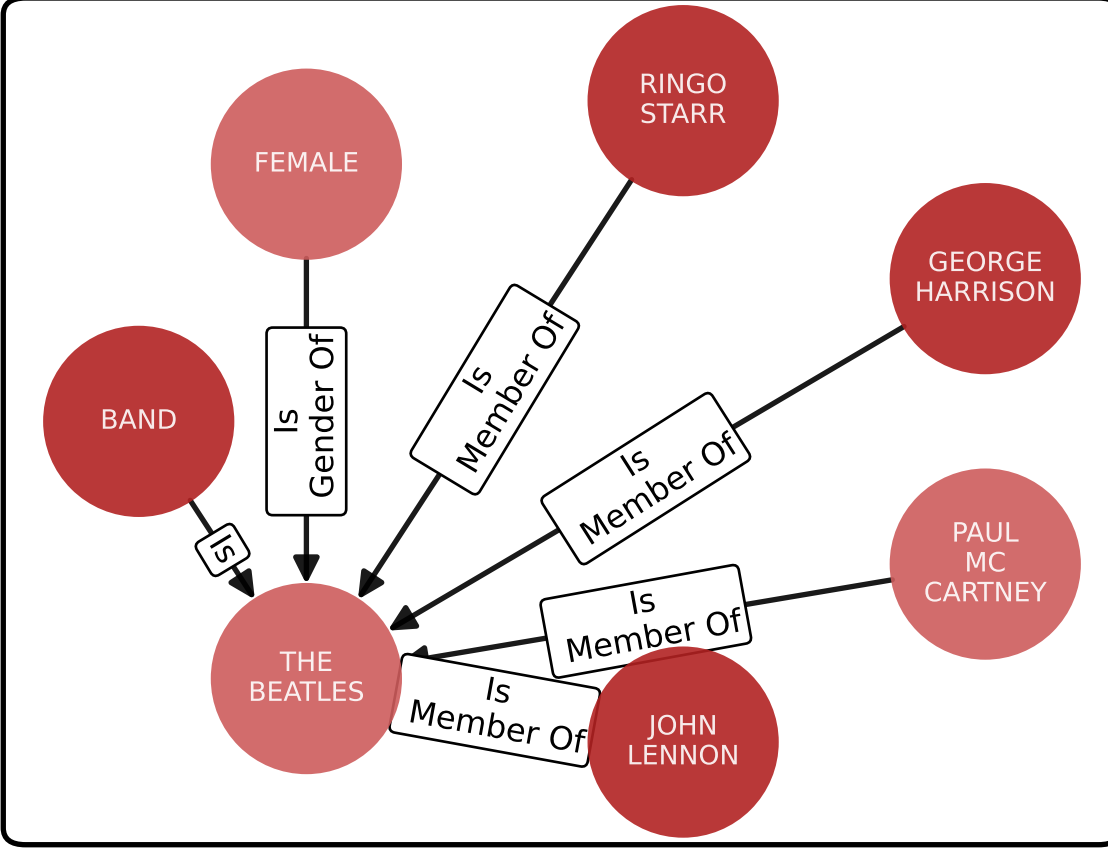 RINGO
STARR
FEMALE
GEORGE
HARRISON
Is
Member Of
Is
Gender Of
BAND
Is
Member Of
Is
PAUL
MC
CARTNEY
Is
Member Of
THE
BEATLES
Is
Member Of
JOHN
LENNON